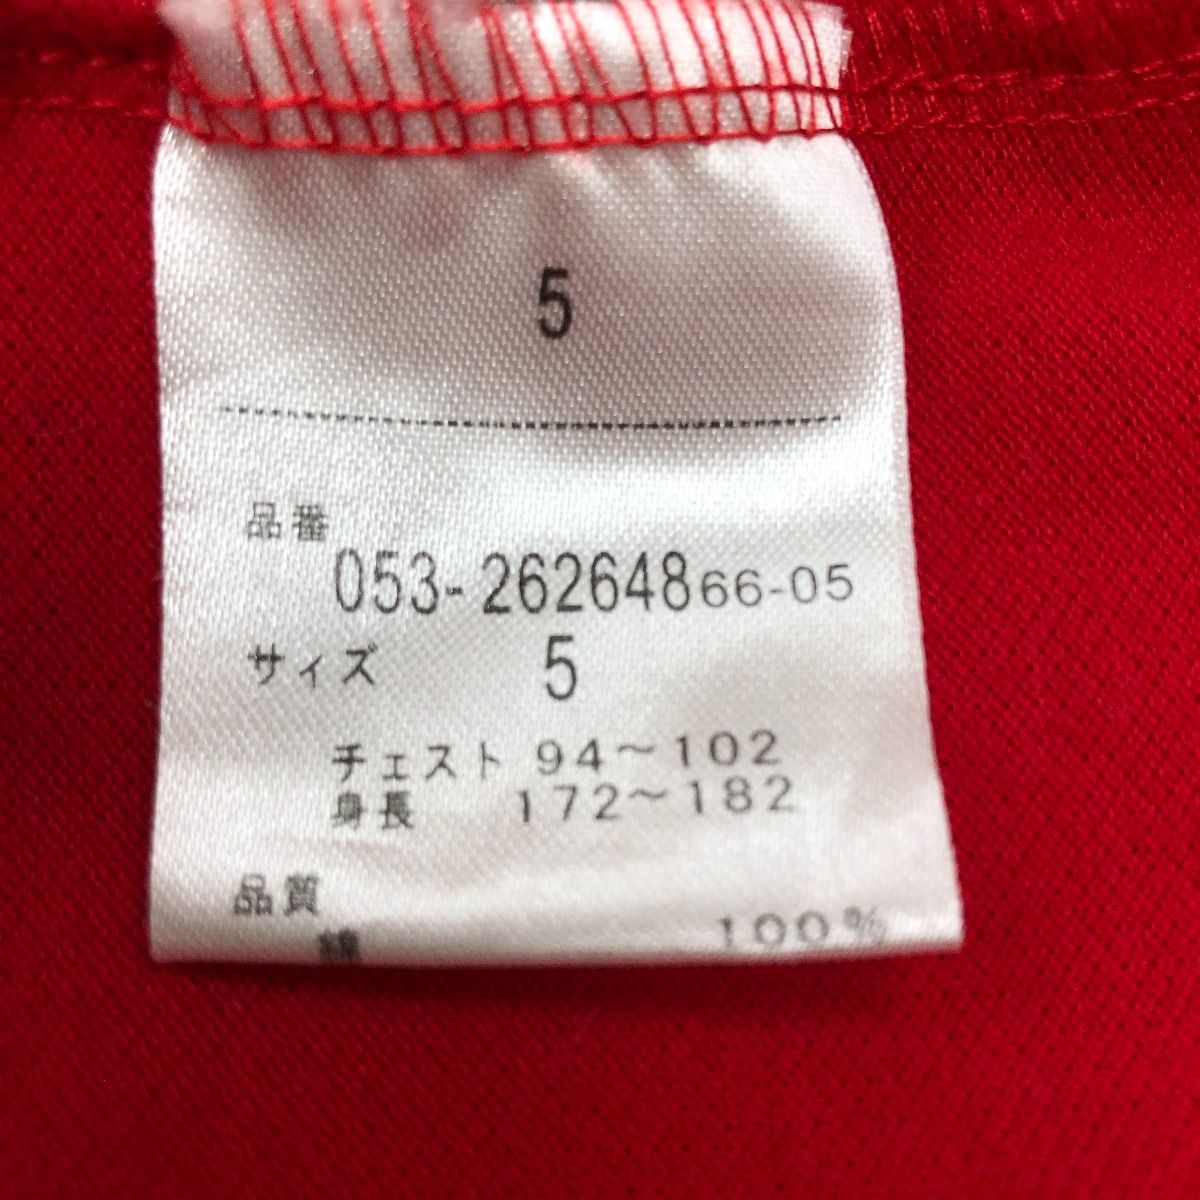 5
品番
053-26264866-05
サイズ 5
チェスト 94～102
身長 172～182
品質
綿 100%